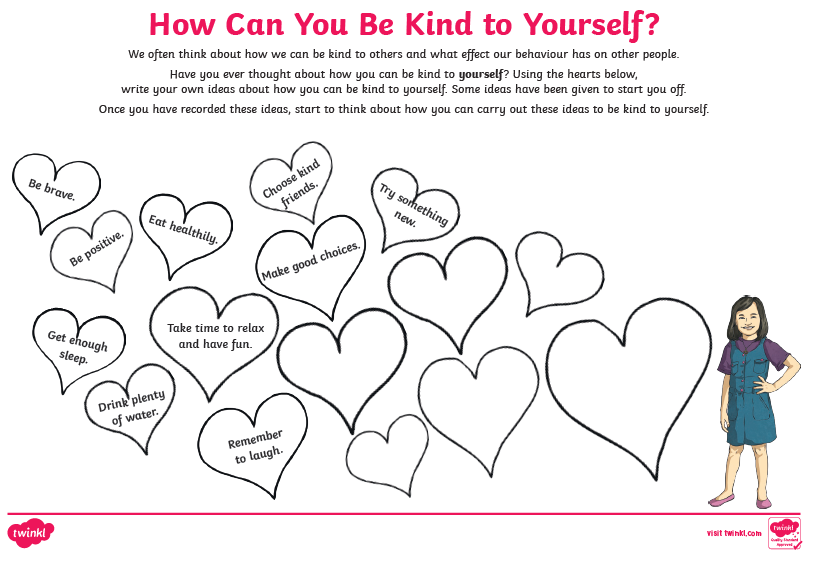 How Can You Be Kind to Yourself?
We often think about how we can be kind to others and what effect our behaviour has on other people.
Have you ever thought about how you can be kind to yourself? Using the hearts below,
write your own ideas about how you can be kind to yourself. Some ideas have been given to start you off.
Once you have recorded these ideas, start to think about how you can carry out these ideas to be kind to yourself.
Be brave.
Be positive.
Eat healthily.
Choose kind
friends.
Try something
new.
Make good choices.
Get enough
sleep.
Take time to relax
and have fun.
Drink plenty
of water.
Remember
to laugh.
twinkl
visit twinkl.com
twinkl
Quality Standard
Approved